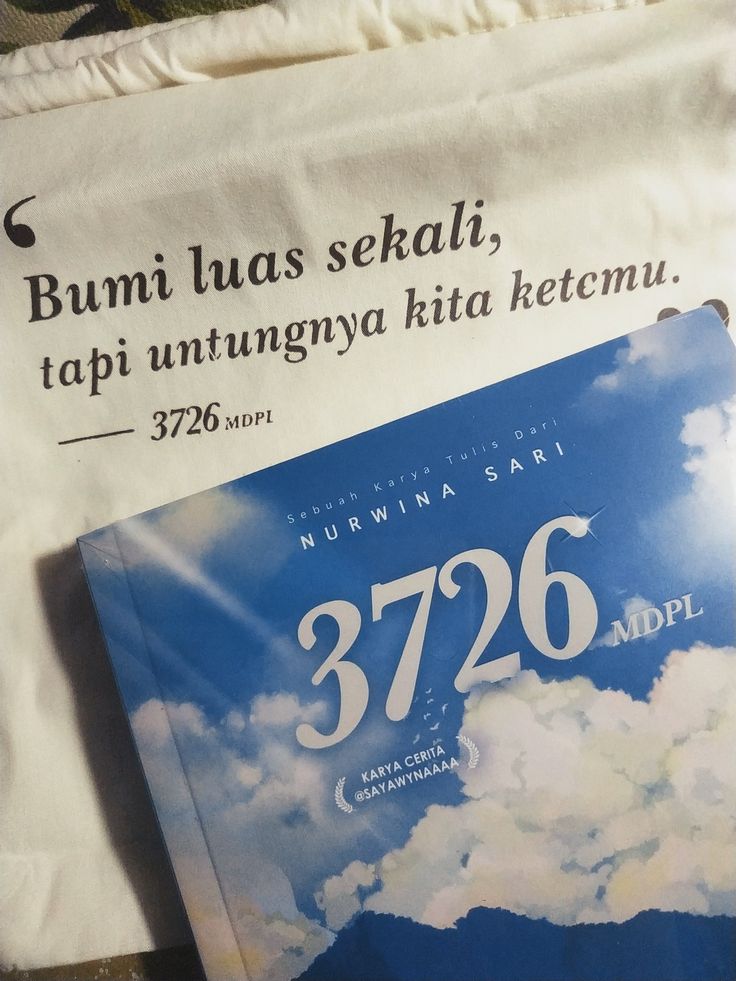 ‘
Bumi luas sekali,
tapi untungnya kita ketemu.
’’
— 3726 MDPL
Sebuah Karya Tulis Dari
NURWINA SARI
3726 MDPL
KARYA CERITA
@SAYAWYNAAAA